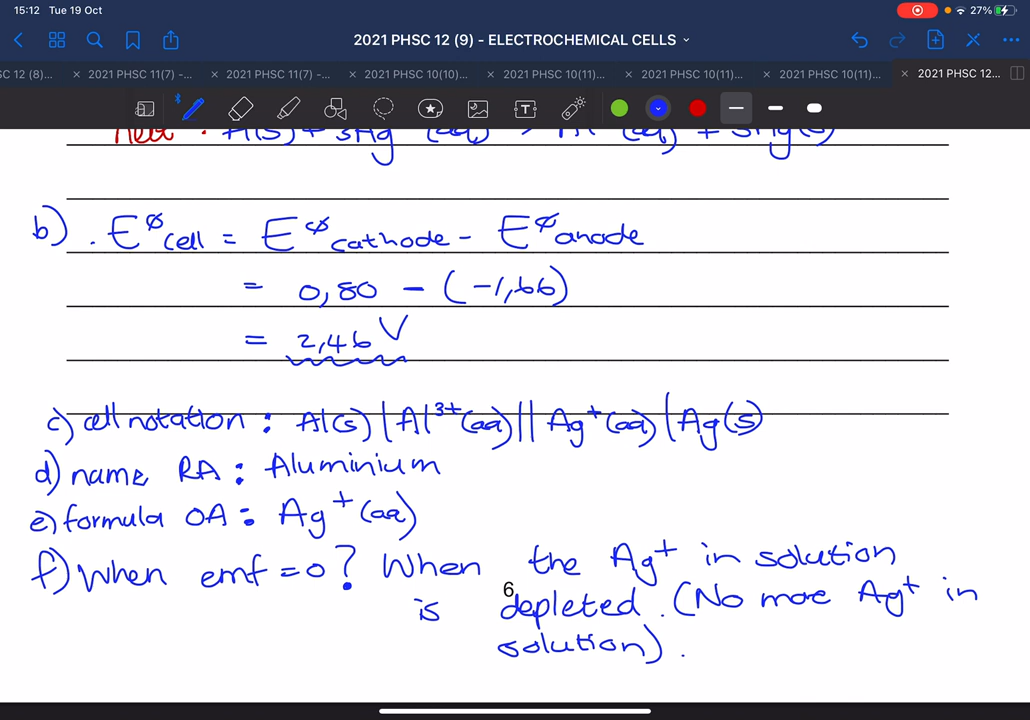 15:12 Tue 19 Oct
27%
2021 PHSC 12 (9) - ELECTROCHEMICAL CELLS
SC 12 (8)... × 2021 PHSC 11(7) -... × 2021 PHSC 11(7) -... × 2021 PHSC 10(10)... × 2021 PHSC 10(11)... × 2021 PHSC 10(11)... × 2021 PHSC 10(11)... × 2021 PHSC 12...
b) . E°cell = E°cathode - E°anode
= 0,80 - (-1,66)
= 2,46 V
c) cell notation : Al(s) | Al³⁺(aq) || Ag⁺(aq) | Ag(s)
d) name RA : Aluminium
e) formula OA : Ag⁺(aq)
f) When emf = 0 ? When the Ag⁺ in solution
is depleted. (No more Ag⁺ in
solution).
6